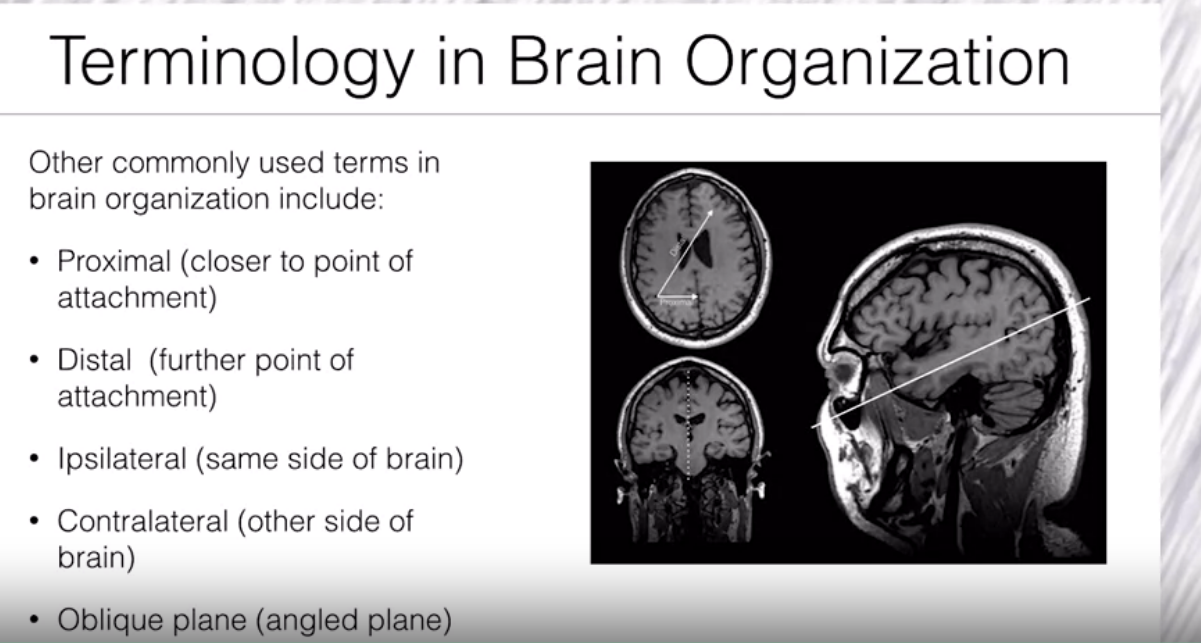 Terminology in Brain Organization
Other commonly used terms in
brain organization include:
• Proximal (closer to point of
attachment)
• Distal (further point of
attachment)
• Ipsilateral (same side of brain)
• Contralateral (other side of
brain)
• Oblique plane (angled plane)
Proximal